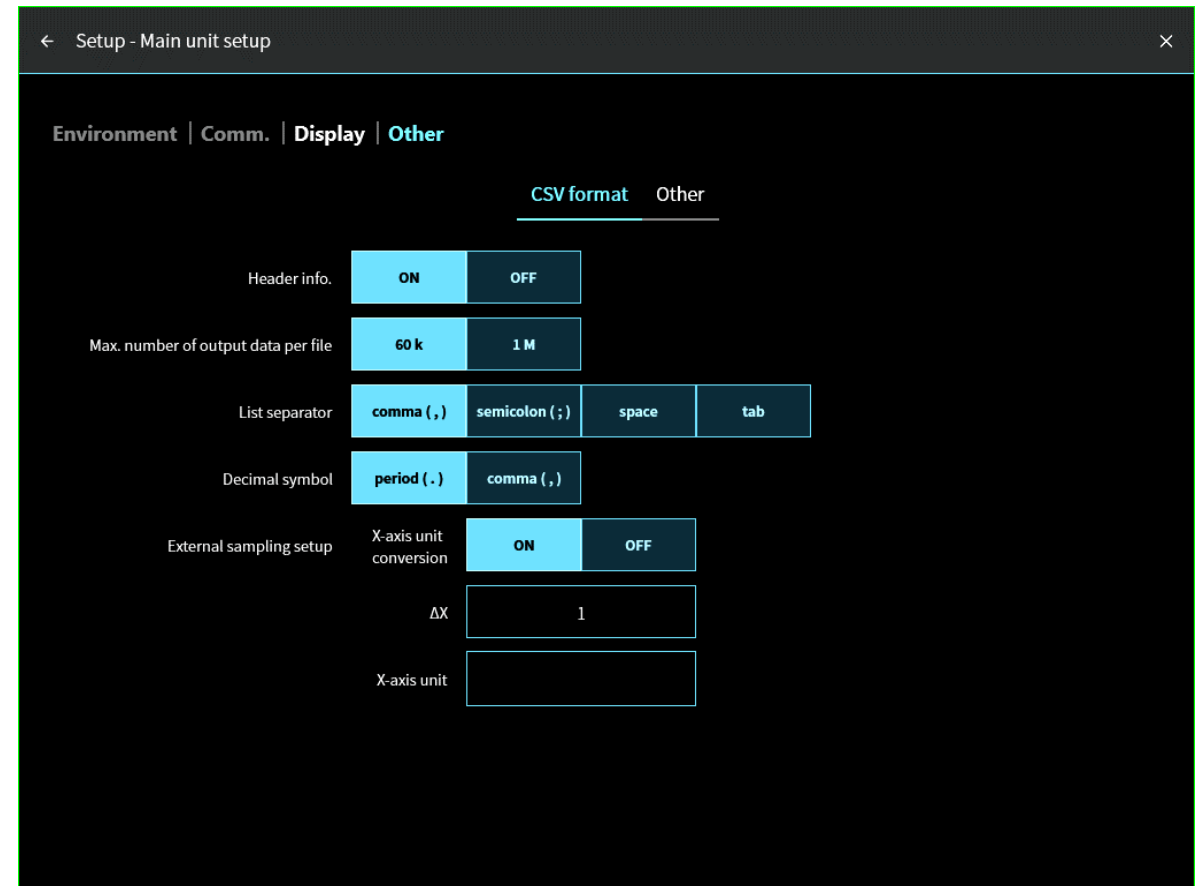 ← Setup - Main unit setup ×
Environment | Comm. | Display | Other
CSV format Other
Header info. ON OFF
Max. number of output data per file 60 k 1 M
List separator comma ( , ) semicolon ( ; ) space tab
Decimal symbol period ( . ) comma ( , )
External sampling setup X-axis unit conversion ON OFF
ΔX 1
X-axis unit